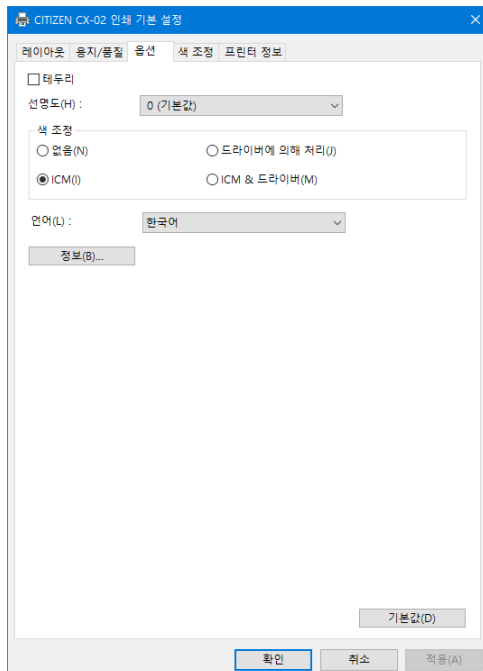 CITIZEN CX-02 인쇄 기본 설정
레이아웃 용지/품질 옵션 색 조정 프린터 정보
테두리
선명도(H) : 0 (기본값)
색 조정
없음(N) 드라이버에 의해 처리(J)
ICM(I) ICM & 드라이버(M)
언어(L) : 한국어
정보(B)...
기본값(D)
확인 취소 적용(A)